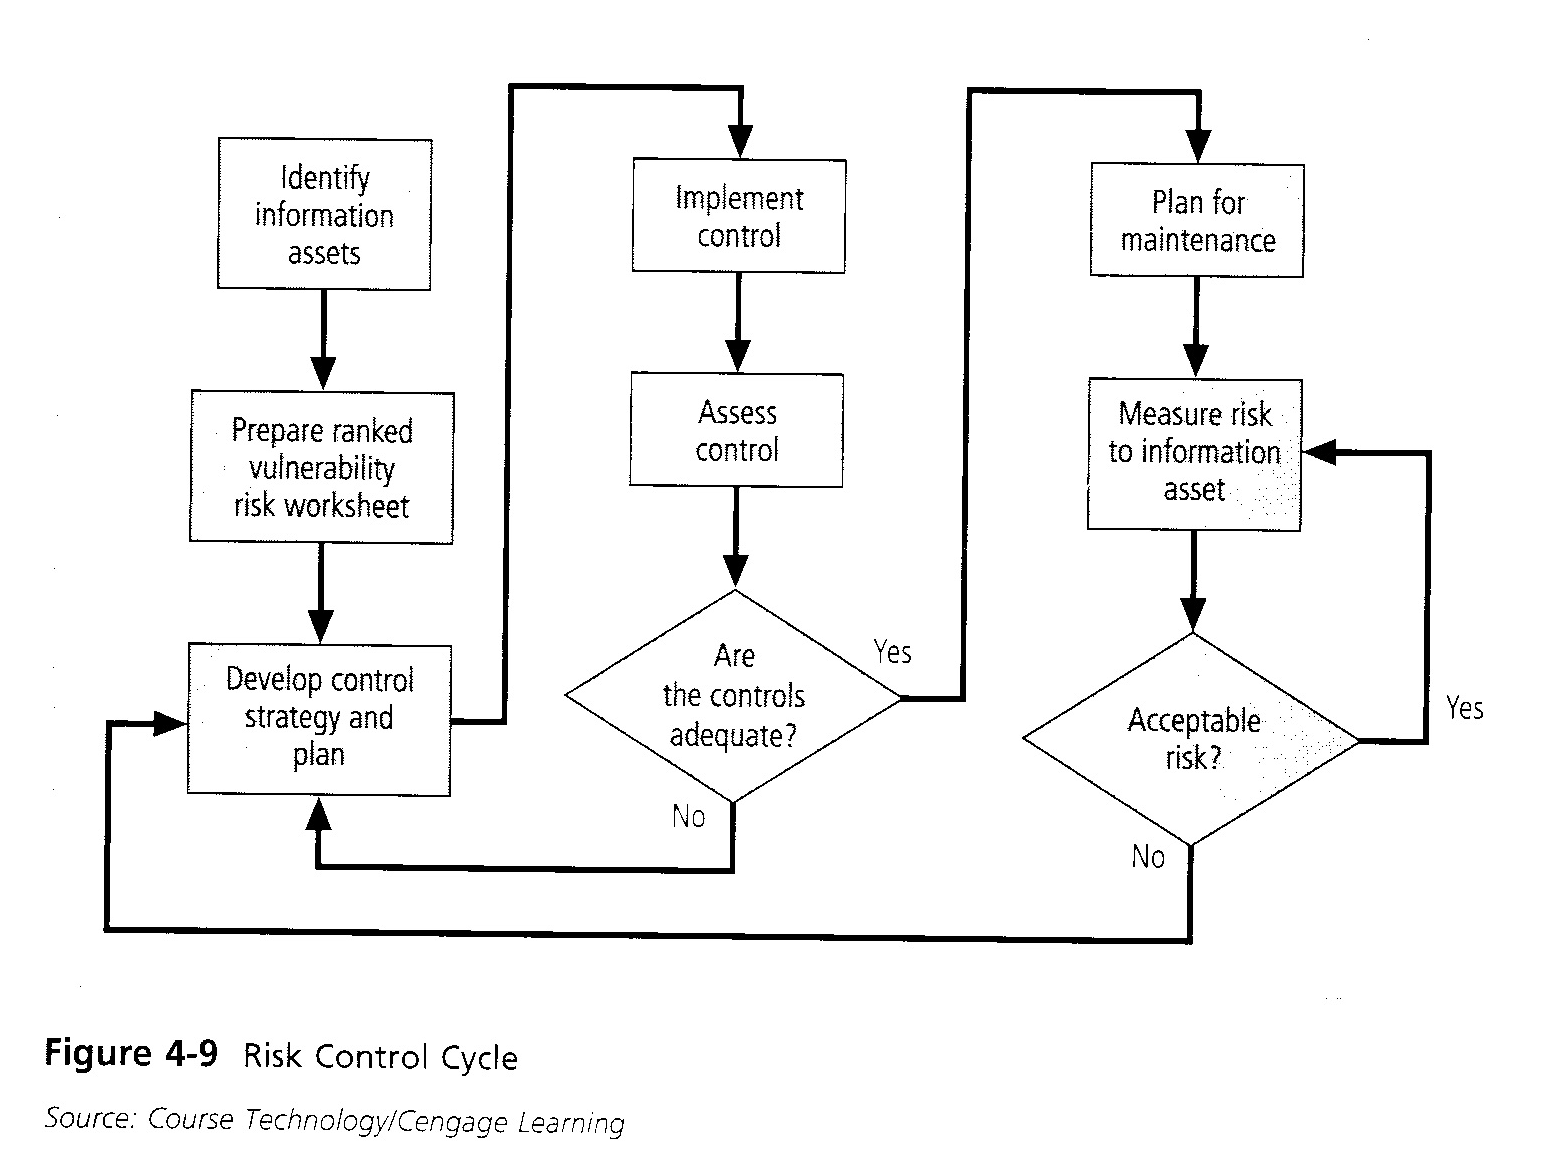 Identify
information
assets
Prepare ranked
vulnerability
risk worksheet
Develop control
strategy and
plan
Implement
control
Assess
control
Are
the controls
adequate?
Yes
No
Plan for
maintenance
Measure risk
to information
asset
Acceptable
risk?
Yes
No
Figure 4-9 Risk Control Cycle
Source: Course Technology/Cengage Learning